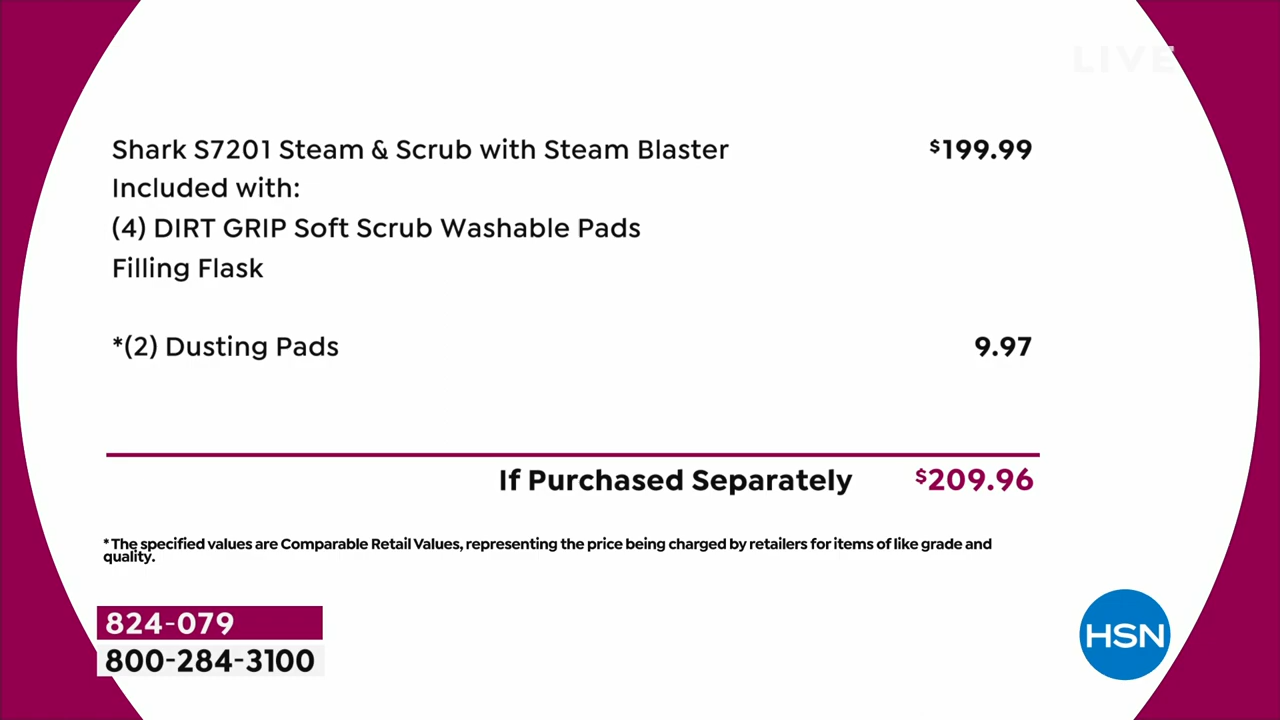 LIVE
Shark S7201 Steam & Scrub with Steam Blaster $199.99
Included with:
(4) DIRT GRIP Soft Scrub Washable Pads
Filling Flask
*(2) Dusting Pads 9.97
If Purchased Separately $209.96
*The specified values are Comparable Retail Values, representing the price being charged by retailers for items of like grade and
quality.
824-079
800-284-3100
HSN